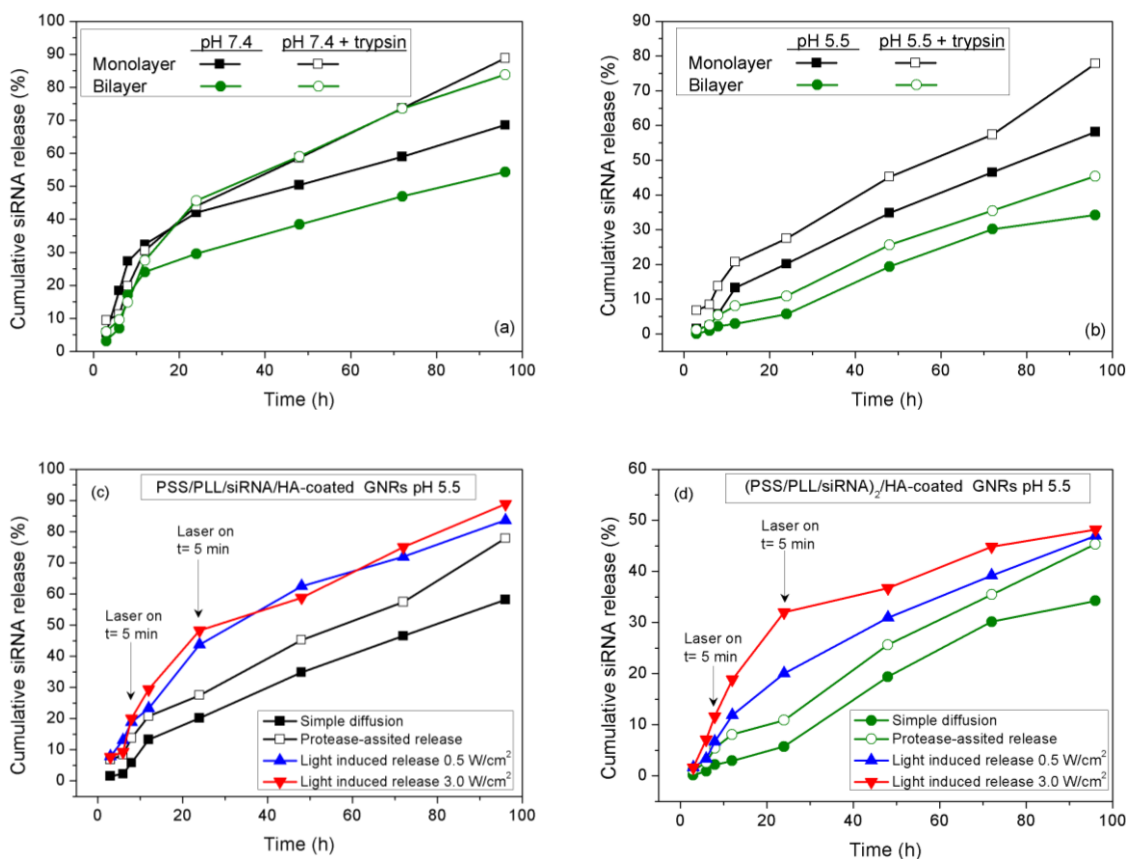 100
90
80
70
60
50
40
30
20
10
0
Cumulative siRNA release (%)
pH 7.4 pH 7.4 + trypsin
Monolayer
Bilayer
(a)
0 20 40 60 80 100
Time (h)
90
80
70
60
50
40
30
20
10
0
Cumulative siRNA release (%)
pH 5.5 pH 5.5 + trypsin
Monolayer
Bilayer
(b)
0 20 40 60 80 100
Time (h)
100
90
80
70
60
50
40
30
20
10
0
Cumulative siRNA release (%)
(c)
PSS/PLL/siRNA/HA-coated GNRs pH 5.5
Laser on
t= 5 min
Laser on
t= 5 min
Simple diffusion
Protease-assited release
Light induced release 0.5 W/cm²
Light induced release 3.0 W/cm²
0 20 40 60 80 100
Time (h)
60
50
40
30
20
10
0
Cumulative siRNA release (%)
(PSS/PLL/siRNA)₂/HA-coated GNRs pH 5.5
(d)
Laser on
t= 5 min
Laser on
t= 5 min
Simple diffusion
Protease-assited release
Light induced release 0.5 W/cm²
Light induced release 3.0 W/cm²
0 20 40 60 80 100
Time (h)